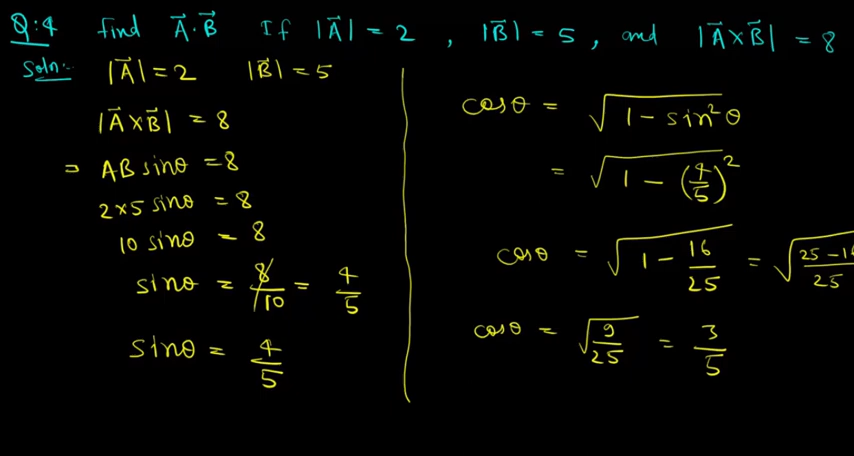 Q:4 Find A⃗·B⃗ If |A⃗| = 2 , |B⃗| = 5 , and |A⃗×B⃗| = 8
Soln:- |A⃗| = 2 |B⃗| = 5
|A⃗×B⃗| = 8
⇒ AB sinθ = 8
2×5 sinθ = 8
10 sinθ = 8
sinθ = 8/10 = 4/5
sinθ = 4/5
cosθ = √(1 - sin²θ)
= √(1 - (4/5)²)
cosθ = √(1 - 16/25) = √((25-16)/25)
cosθ = √(9/25) = 3/5